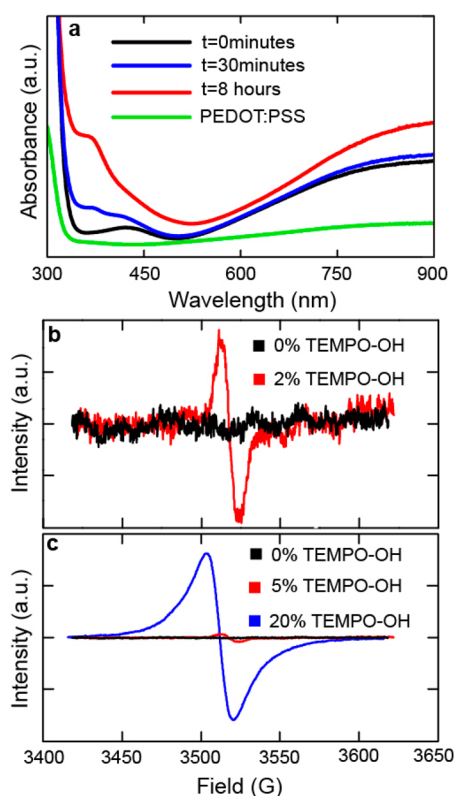 a
t=0minutes
t=30minutes
t=8 hours
PEDOT:PSS
Absorbance (a.u.)
300 450 600 750 900
Wavelength (nm)
b
0% TEMPO-OH
2% TEMPO-OH
Intensity (a.u.)
c
0% TEMPO-OH
5% TEMPO-OH
20% TEMPO-OH
Intensity (a.u.)
3400 3450 3500 3550 3600 3650
Field (G)